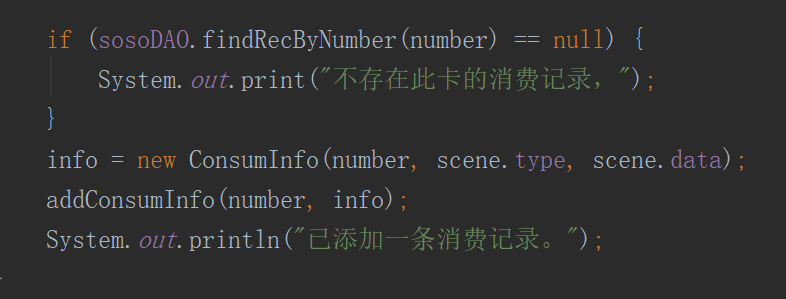 if (sosoDAO.findRecByNumber(number) == null) {
    System.out.print("不存在此卡的消费记录，");
}
info = new ConsumInfo(number, scene.type, scene.data);
addConsumInfo(number, info);
System.out.println("已添加一条消费记录。");